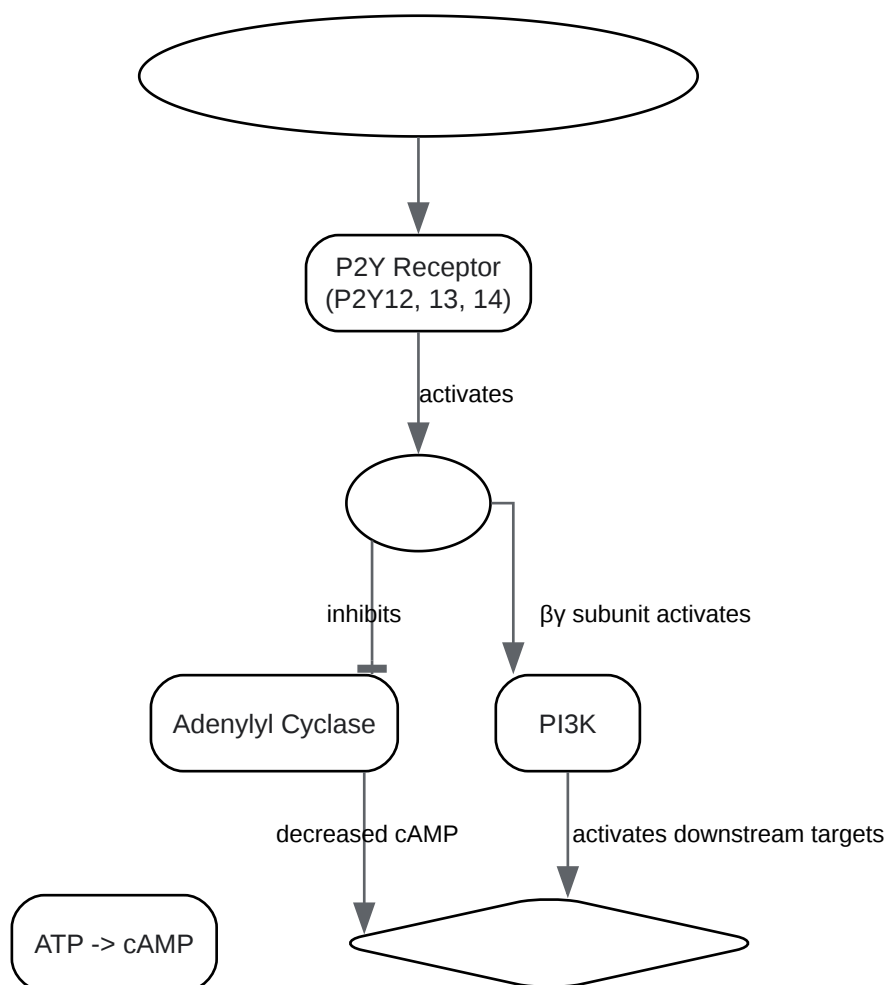 P2Y Receptor
(P2Y12, 13, 14)
activates
inhibits
βγ subunit activates
Adenylyl Cyclase
PI3K
decreased cAMP
activates downstream targets
ATP -> cAMP